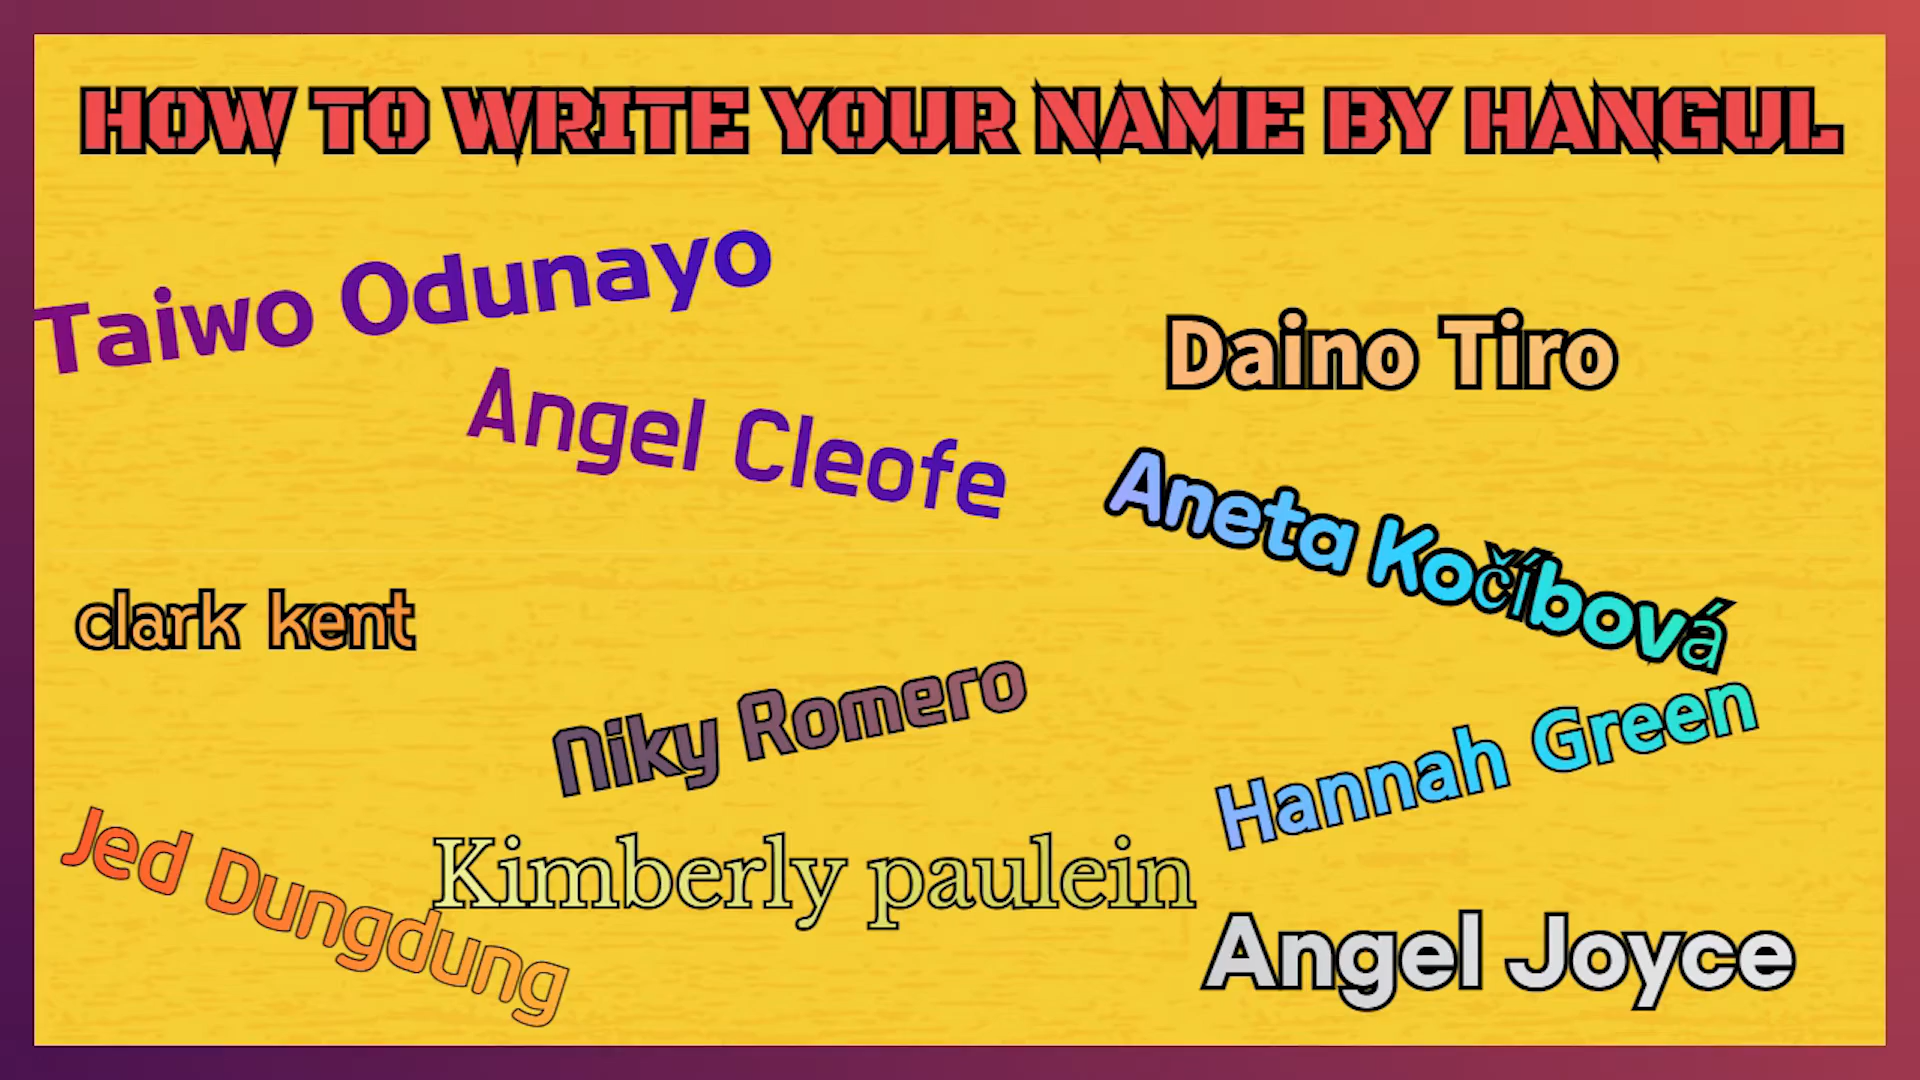 HOW TO WRITE YOUR NAME BY HANGUL
Taiwo Odunayo
Daino Tiro
Angel Cleofe
Aneta Kočíbová
clark kent
Niky Romero
Hannah Green
Jed Dungdung
Kimberly paulein
Angel Joyce